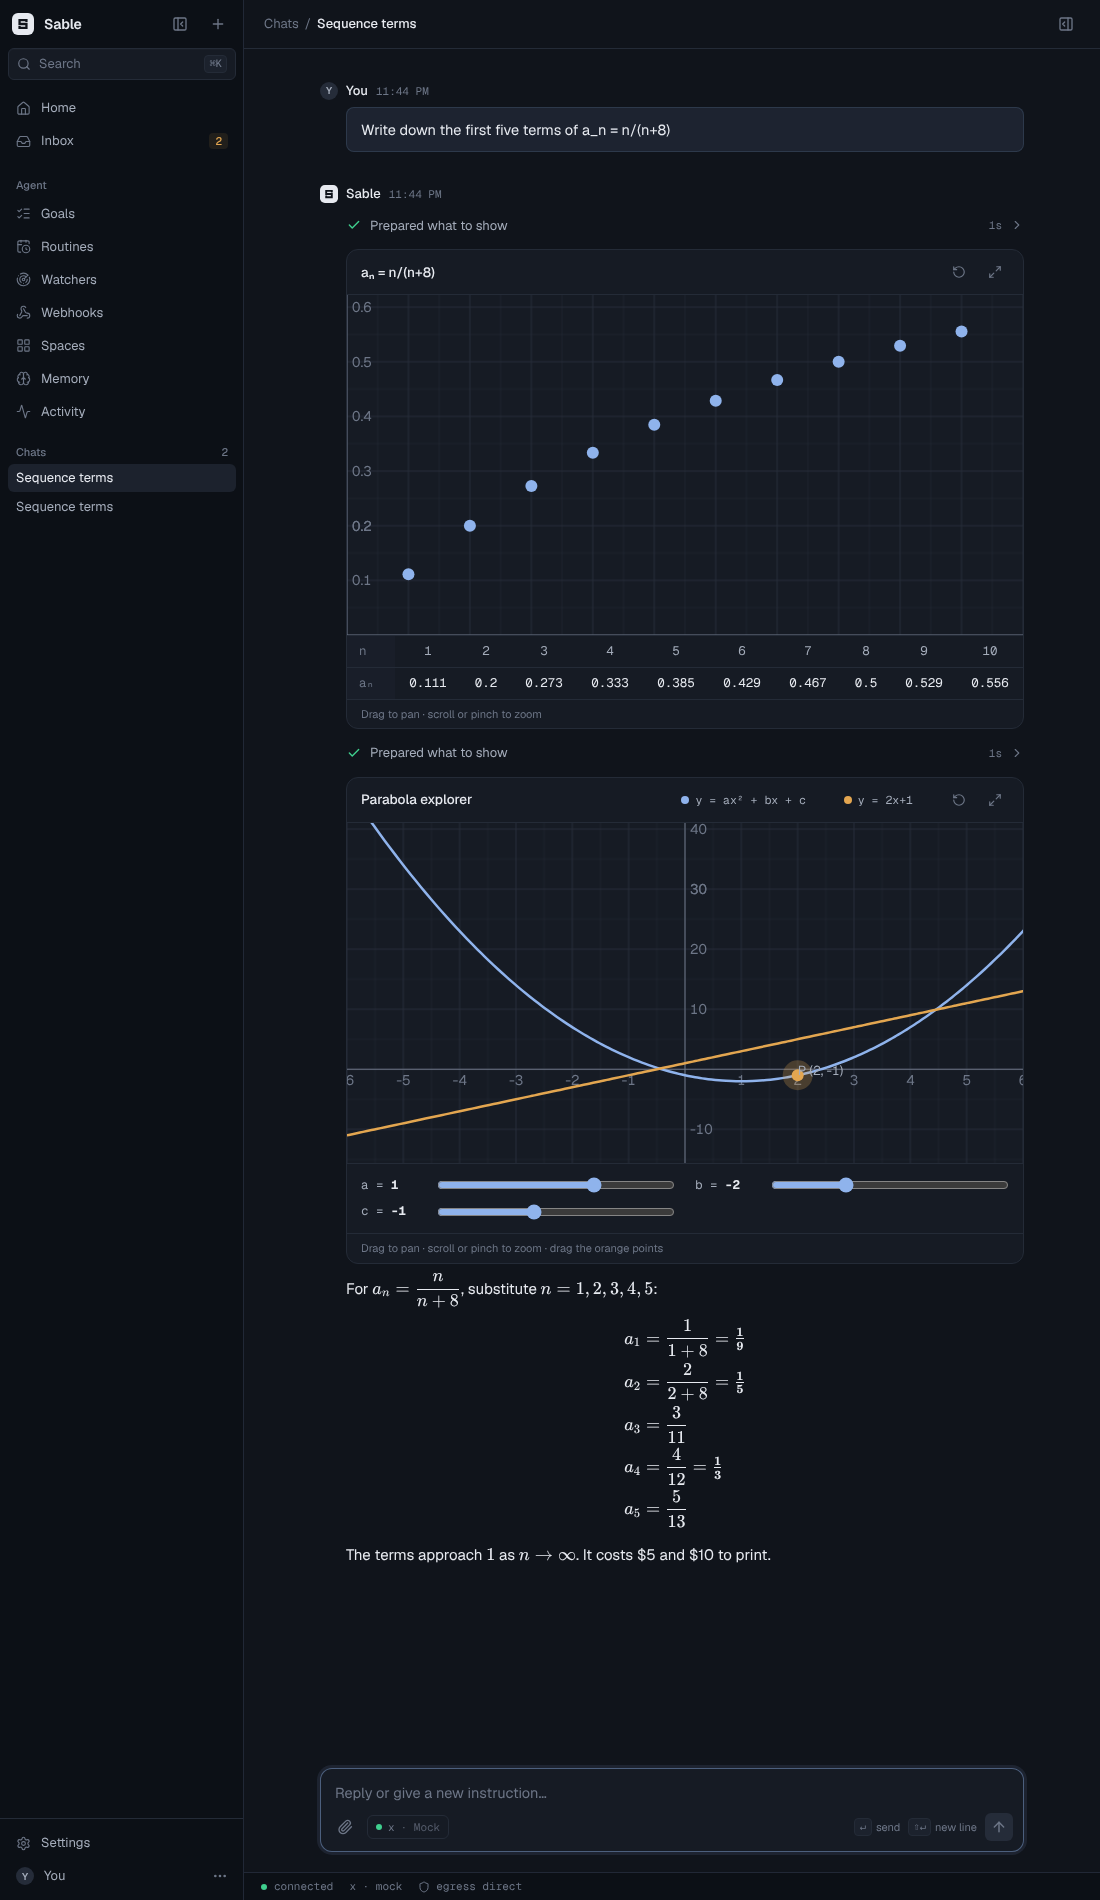 Sable
Search ⌘K
Home
Inbox 2
Agent
Goals
Routines
Watchers
Webhooks
Spaces
Memory
Activity
Chats 2
Sequence terms
Sequence terms
Settings
Y You ...
Chats / Sequence terms
Y You 11:44 PM
Write down the first five terms of a_n = n/(n+8)
S Sable 11:44 PM
Prepared what to show 1s
aₙ = n/(n+8)
0.6
0.5
0.4
0.3
0.2
0.1
n 1 2 3 4 5 6 7 8 9 10
aₙ 0.111 0.2 0.273 0.333 0.385 0.429 0.467 0.5 0.529 0.556
Drag to pan · scroll or pinch to zoom
Prepared what to show 1s
Parabola explorer y = ax² + bx + c y = 2x+1
40
30
20
10
6 -5 -4 -3 -2 -1 1 2 3 4 5 6
P (2, -1)
-10
a = 1 b = -2
c = -1
Drag to pan · scroll or pinch to zoom · drag the orange points
For aₙ = n/(n + 8), substitute n = 1, 2, 3, 4, 5:
a₁ = 1/(1 + 8) = 1/9
a₂ = 2/(2 + 8) = 1/5
a₃ = 3/11
a₄ = 4/12 = 1/3
a₅ = 5/13
The terms approach 1 as n → ∞. It costs $5 and $10 to print.
Reply or give a new instruction...
x · Mock ↵ send ⇧↵ new line
connected x · mock egress direct